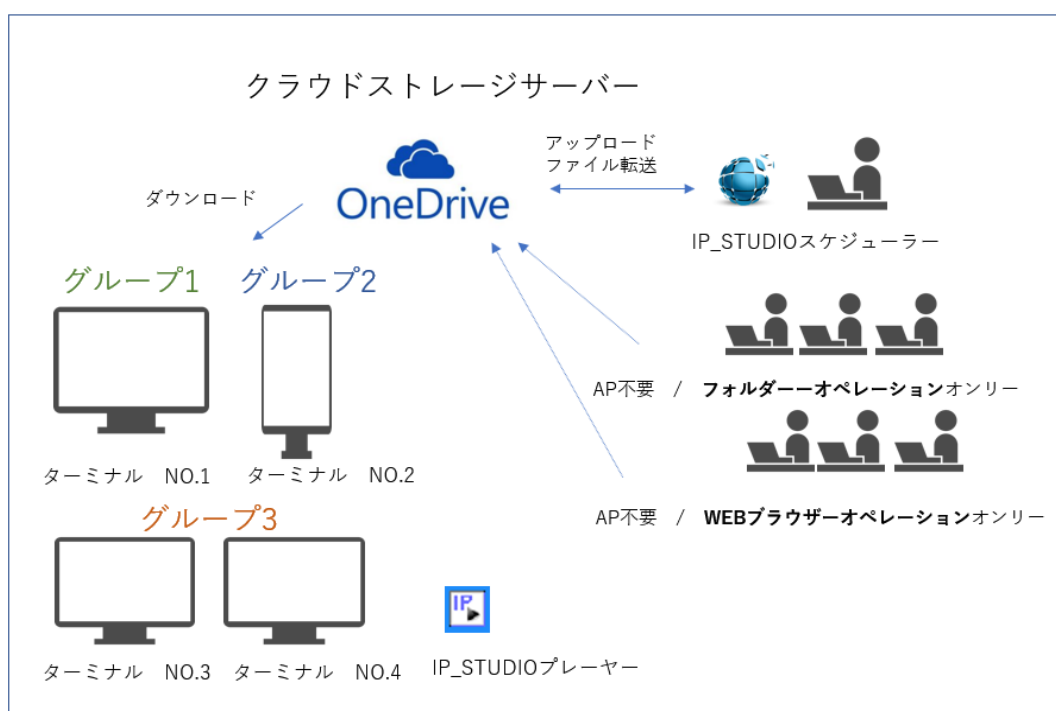 クラウドストレージサーバー
アップロード
ファイル転送
OneDrive
ダウンロード
IP_STUDIOスケジューラー
グループ1
グループ2
AP不要 / フォルダーーオペレーションオンリー
ターミナル NO.1
ターミナル NO.2
グループ3
AP不要 / WEBブラウザーオペレーションオンリー
IP
ターミナル NO.3
ターミナル NO.4
IP_STUDIOプレーヤー